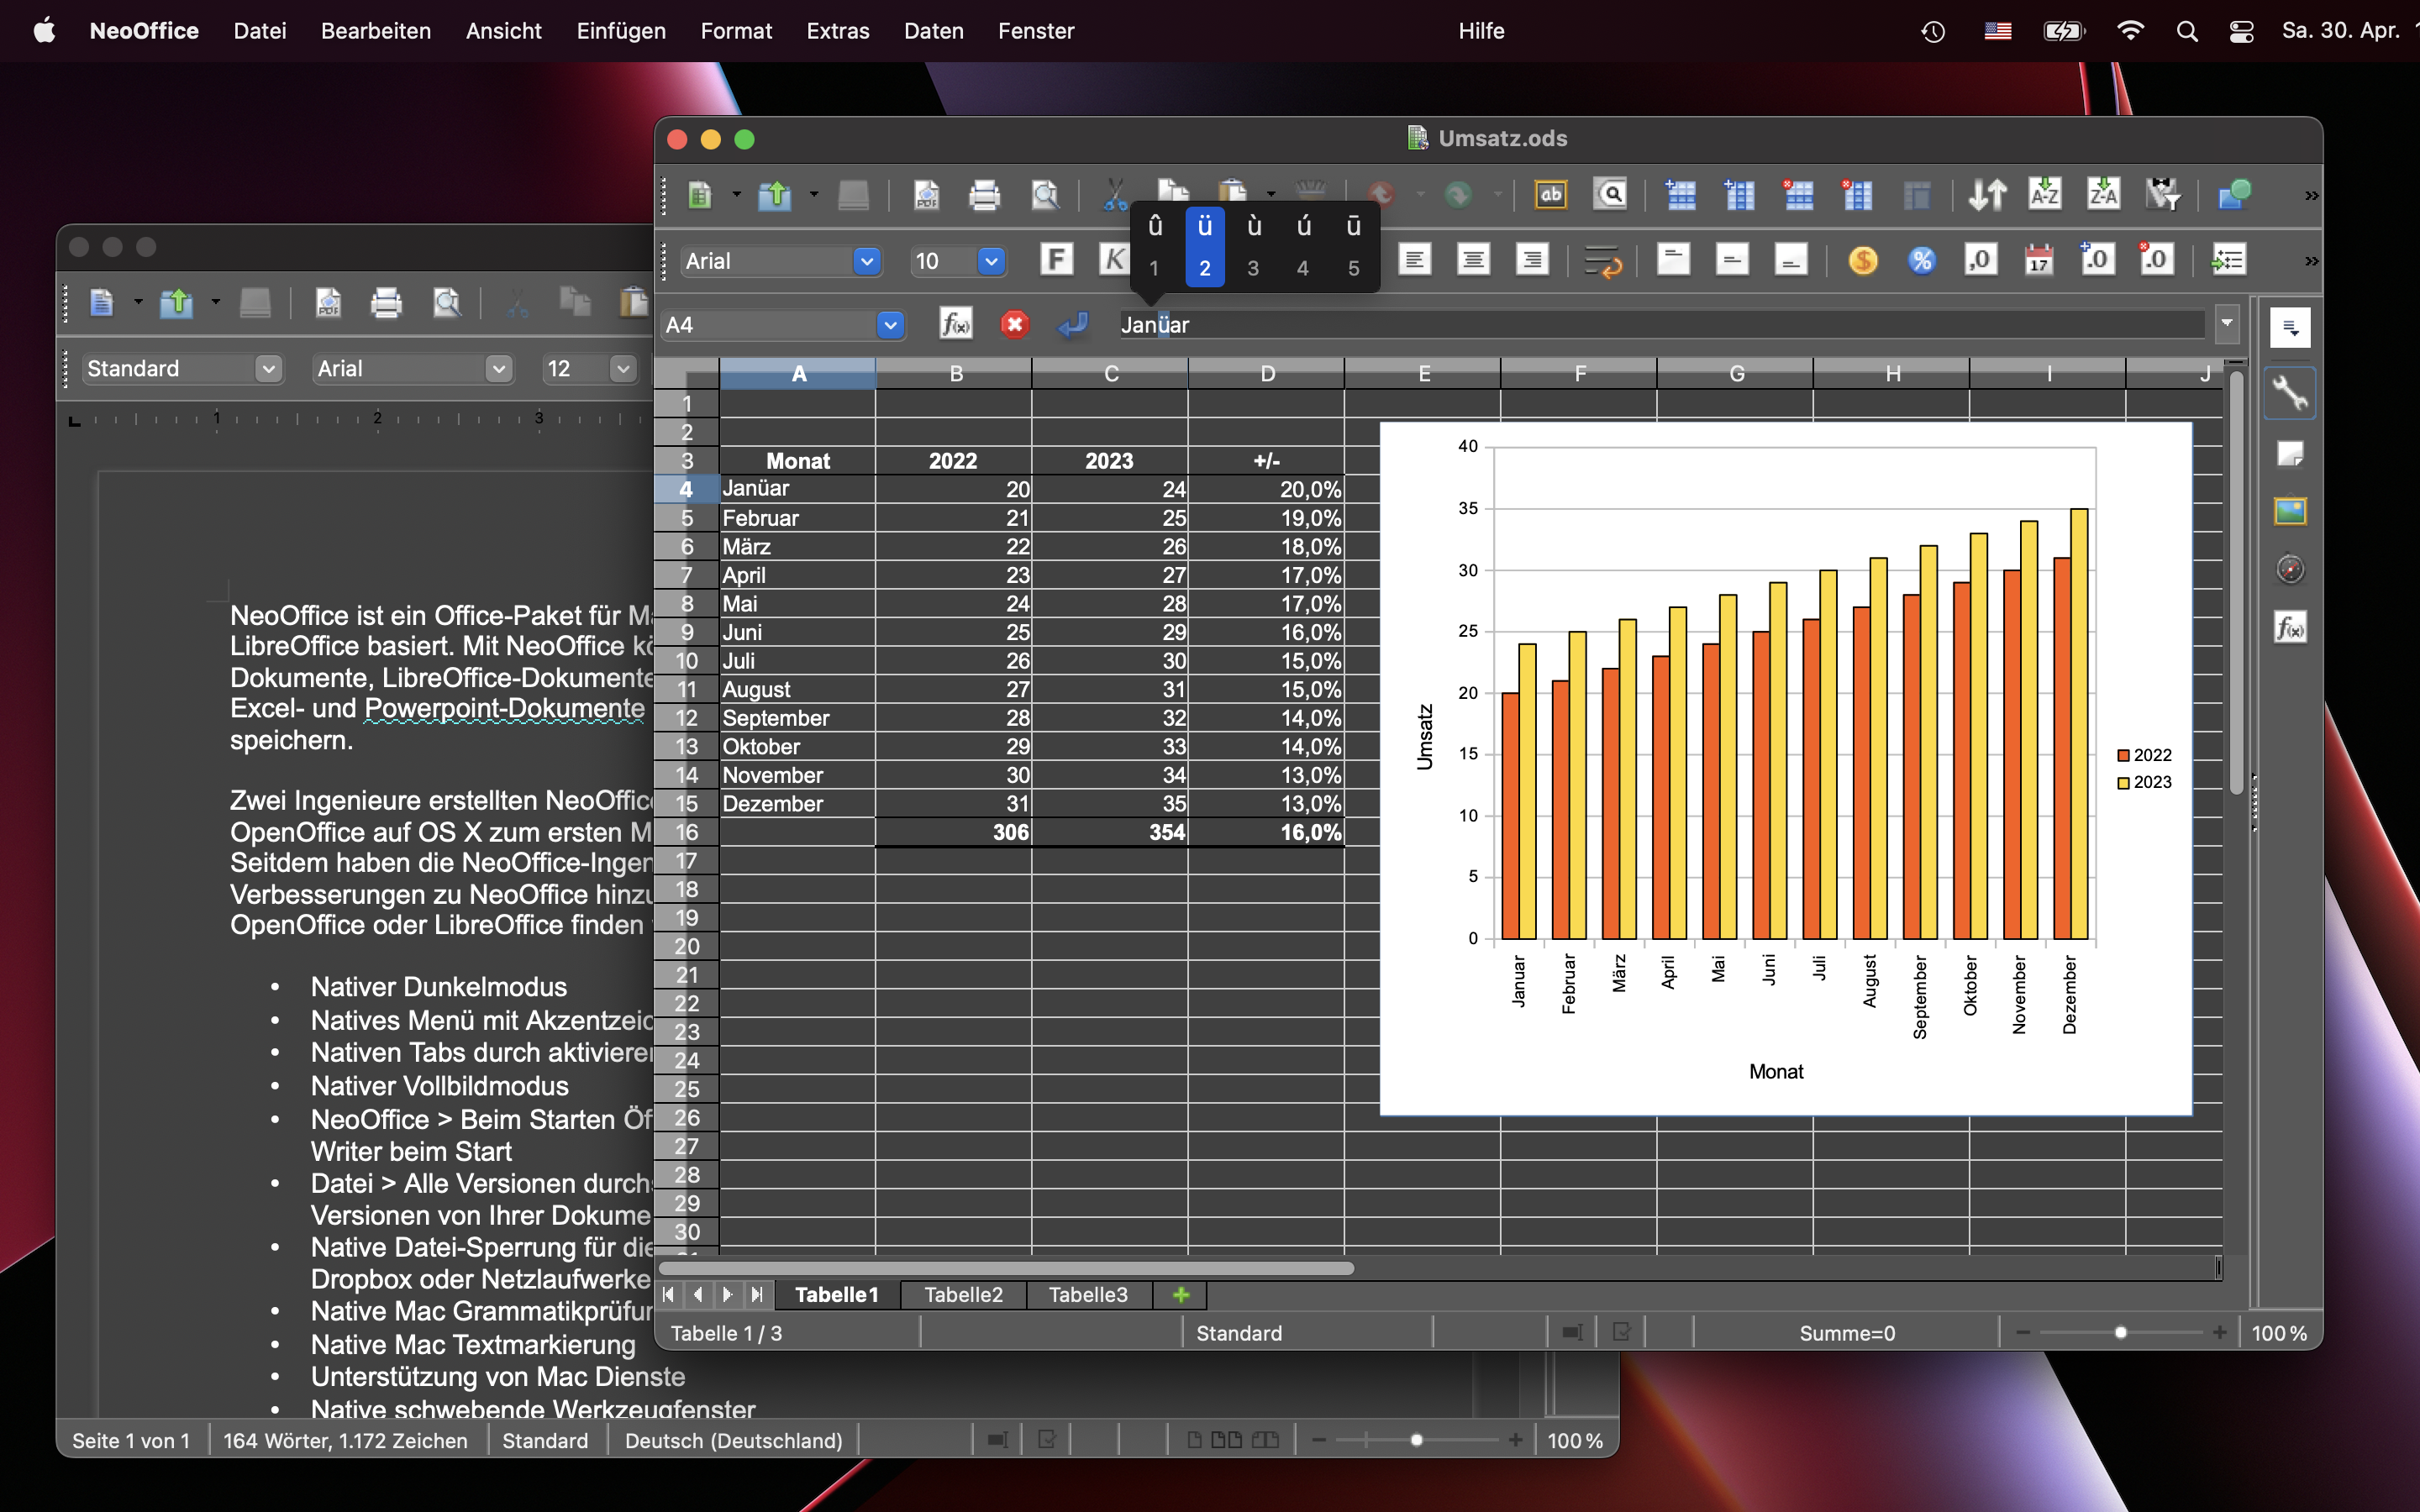 NeoOffice Datei Bearbeiten Ansicht Einfügen Format Extras Daten Fenster Hilfe Sa. 30. Apr.
Umsatz.ods
û ü ù ú ū
1 2 3 4 5
Arial 10 F K
A4 Janüar
A B C D E F G H I J
1
2
3 Monat 2022 2023 +/-
4 Janüar 20 24 20,0%
5 Februar 21 25 19,0%
6 März 22 26 18,0%
7 April 23 27 17,0%
8 Mai 24 28 17,0%
9 Juni 25 29 16,0%
10 Juli 26 30 15,0%
11 August 27 31 15,0%
12 September 28 32 14,0%
13 Oktober 29 33 14,0%
14 November 30 34 13,0%
15 Dezember 31 35 13,0%
16 306 354 16,0%
17
18
19
20
21
22
23
24
25
26
27
28
29
30
40
35
30
25
20
15
10
5
0
Umsatz
Januar Februar März April Mai Juni Juli August September Oktober November Dezember
Monat
2022
2023
Tabelle1 Tabelle2 Tabelle3
Tabelle 1 / 3 Standard Summe=0 100 %
Standard Arial 12
1 2 3
NeoOffice ist ein Office-Paket für
LibreOffice basiert. Mit NeoOffice
Dokumente, LibreOffice-Dokumente
Excel- und Powerpoint-Dokumente
speichern.
Zwei Ingenieure erstellten NeoOffice
OpenOffice auf OS X zum ersten
Seitdem haben die
Verbesserungen zu NeoOffice
OpenOffice oder LibreOffice finden
• Nativer Dunkelmodus
• Natives Menü mit
• Nativen Tabs durch
• Nativer Vollbildmodus
• NeoOffice > Beim Starten
Writer beim Start
• Datei > Alle Versionen
Versionen von Ihrer
• Native Datei-Sperrung für
Dropbox oder Netzlaufwerke
• Native Mac
• Native Mac Textmarkierung
• Unterstützung von Mac Dienste
• Native schwebende Werkzeugfenster
Seite 1 von 1 164 Wörter, 1.172 Zeichen Standard Deutsch (Deutschland) 100 %